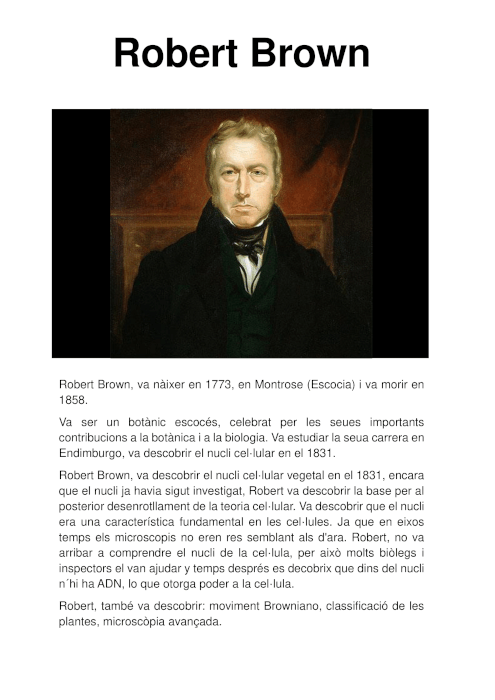 Robert Brown
Robert Brown, va nàixer en 1773, en Montrose (Escocia) i va morir en
1858.
Va ser un botànic escocés, celebrat per les seues importants
contribucions a la botànica i a la biologia. Va estudiar la seua carrera en
Endimburgo, va descobrir el nucli cel·lular en el 1831.
Robert Brown, va descobrir el nucli cel·lular vegetal en el 1831, encara
que el nucli ja havia sigut investigat, Robert va descobrir la base per al
posterior desenrotllament de la teoria cel·lular. Va descobrir que el nucli
era una característica fundamental en les cel·lules. Ja que en eixos
temps els microscopis no eren res semblant als d'ara. Robert, no va
arribar a comprendre el nucli de la cel·lula, per això molts biòlegs i
inspectors el van ajudar y temps després es decobrix que dins del nucli
n´hi ha ADN, lo que otorga poder a la cel·lula.
Robert, també va descobrir: moviment Browniano, classificació de les
plantes, microscòpia avançada.